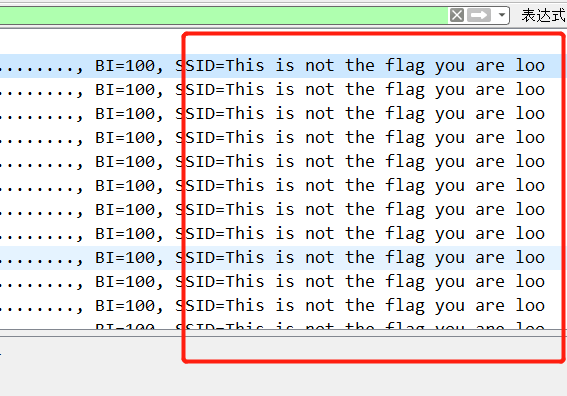 表达式
........, BI=100, SSID=This is not the flag you are loo
........, BI=100, SSID=This is not the flag you are loo
........, BI=100, SSID=This is not the flag you are loo
........, BI=100, SSID=This is not the flag you are loo
........, BI=100, SSID=This is not the flag you are loo
........, BI=100, SSID=This is not the flag you are loo
........, BI=100, SSID=This is not the flag you are loo
........, BI=100, SSID=This is not the flag you are loo
........, BI=100, SSID=This is not the flag you are loo
........, BI=100, SSID=This is not the flag you are loo
........, BI=100, SSID=This is not the flag you are loo
........, BI=100, SSID=This is not the flag you are loo